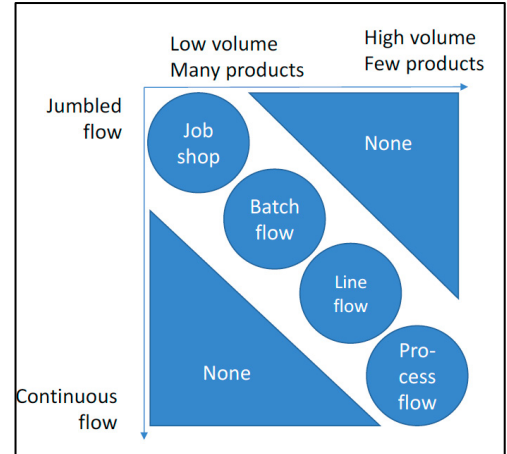 Low volume
Many products
High volume
Few products
Jumbled
flow
Job
shop
None
Batch
flow
Line
flow
None
Pro-
cess
flow
Continuous
flow